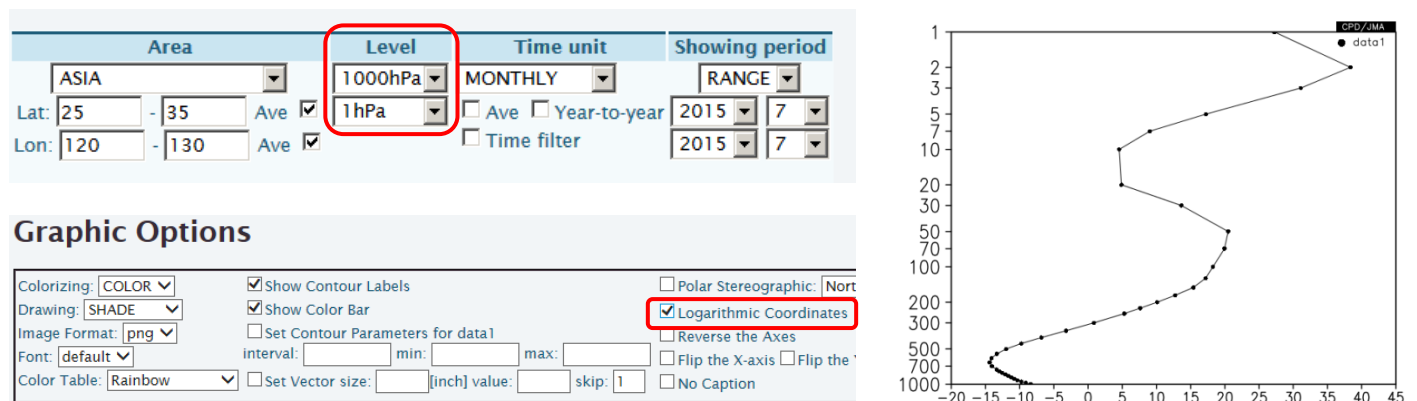 Area Level Time unit Showing period
ASIA 1000hPa MONTHLY RANGE
Lat: 25 - 35 Ave 1hPa Ave Year-to-year 2015 7
Lon: 120 - 130 Ave Time filter 2015 7
Graphic Options
Colorizing: COLOR Show Contour Labels Polar Stereographic: Nort
Drawing: SHADE Show Color Bar Logarithmic Coordinates
Image Format: png Set Contour Parameters for data1 Reverse the Axes
Font: default interval: min: max: Flip the X-axis Flip the
Color Table: Rainbow Set Vector size: [inch] value: skip: 1 No Caption
CPD/JMA
data1
1
2
3
5
7
10
20
30
50
70
100
200
300
500
700
1000
-20 -15 -10 -5 0 5 10 15 20 25 30 35 40 45